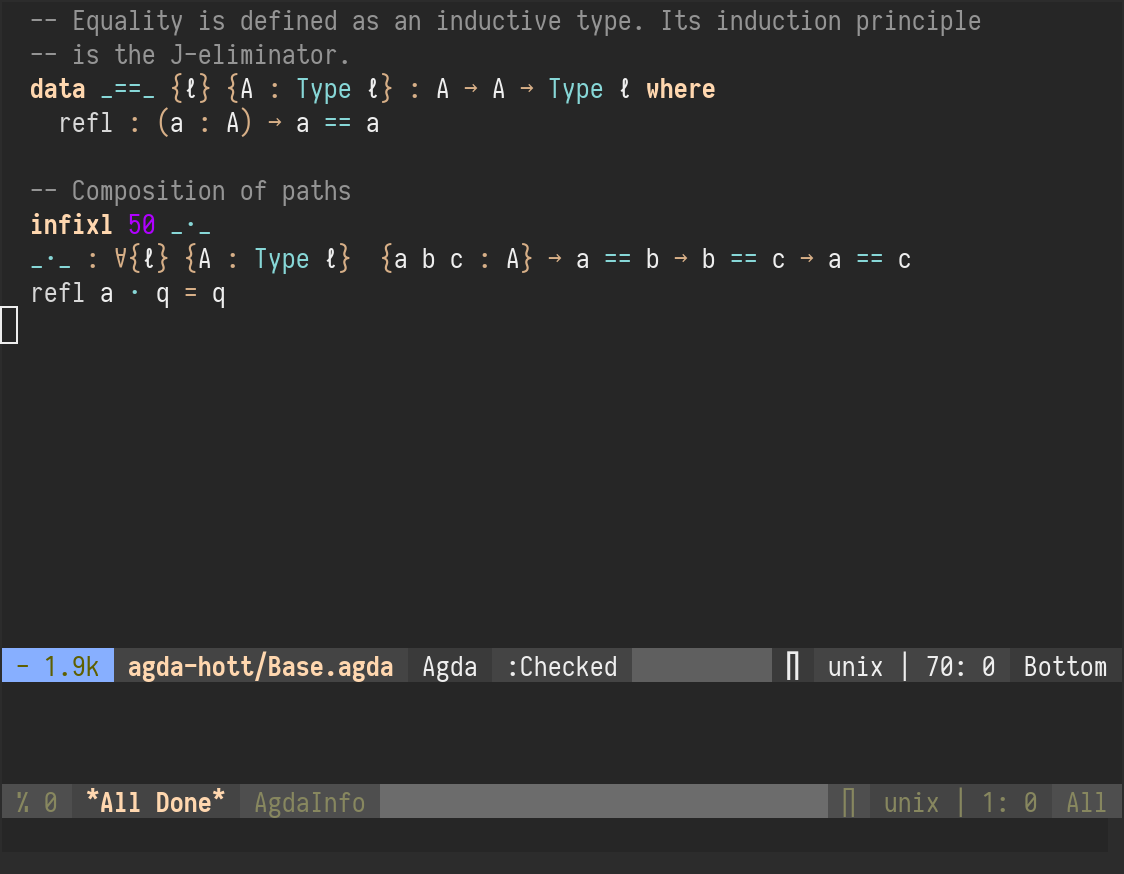 -- Equality is defined as an inductive type. Its induction principle
-- is the J-eliminator.
data _==_ {ℓ} {A : Type ℓ} : A → A → Type ℓ where
  refl : (a : A) → a == a
-- Composition of paths
infixl 50 _·_
_·_ : ∀{ℓ} {A : Type ℓ}  {a b c : A} → a == b → b == c → a == c
refl a · q = q
- 1.9k agda-hott/Base.agda Agda :Checked ∏ unix | 70: 0 Bottom
% 0 *All Done* AgdaInfo ∏ unix | 1: 0 All